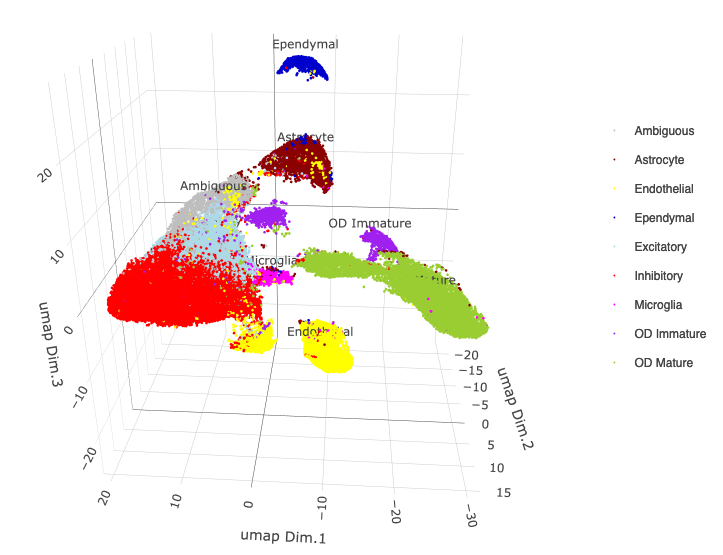 Ependymal
Astrocyte
Ambiguous
OD Immature
Microglia
Endothelial
20
10
0
−10
−20
umap Dim.3
20
10
0
−10
−20
−30
umap Dim.1
−20
−15
−10
−5
0
5
10
15
umap Dim.2
Ambiguous
Astrocyte
Endothelial
Ependymal
Excitatory
Inhibitory
Microglia
OD Immature
OD Mature